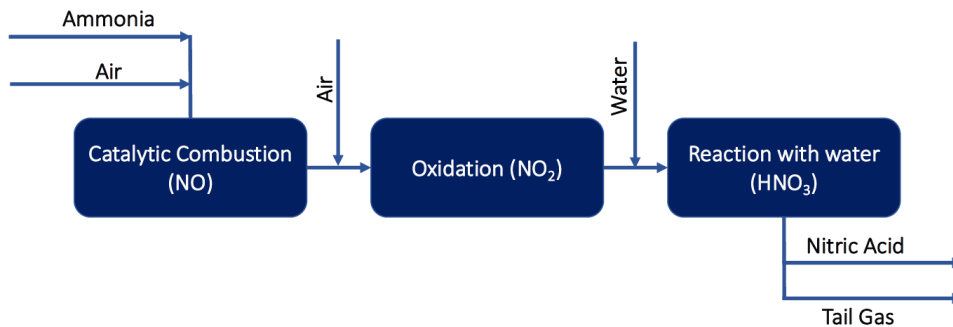 Ammonia
Air
Air
Water
Catalytic Combustion
(NO)
Oxidation (NO₂)
Reaction with water
(HNO₃)
Nitric Acid
Tail Gas